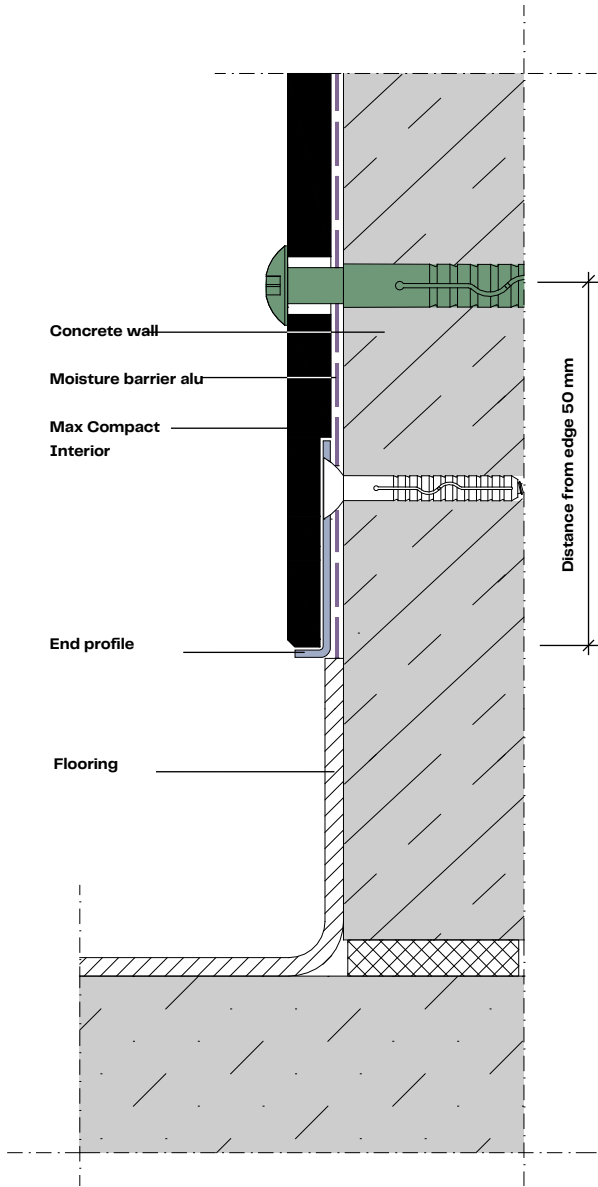 Concrete wall
Moisture barrier alu
Max Compact
Interior
Distance from edge 50 mm
End profile
Flooring